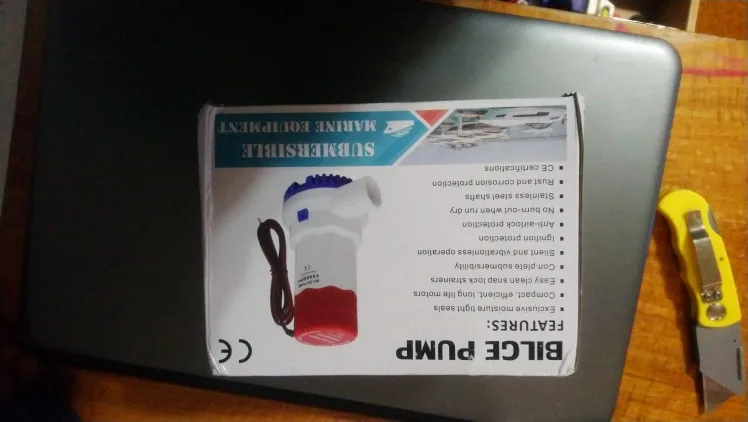 BILGE PUMP
FEATURES:
Exclusive tight moisture seals
Compact, efficient, long life motors
Easy clean snap lock strainers
Complete submersibility
Slient and vibrationless operation
Ignition protection
Anti-airlock protection
No burn-out when run dry
Stainless steel shafts
Rust and corrosion protection
CE certifications
SUBMERSIBLE
MARINE EQUIPMENT
CE